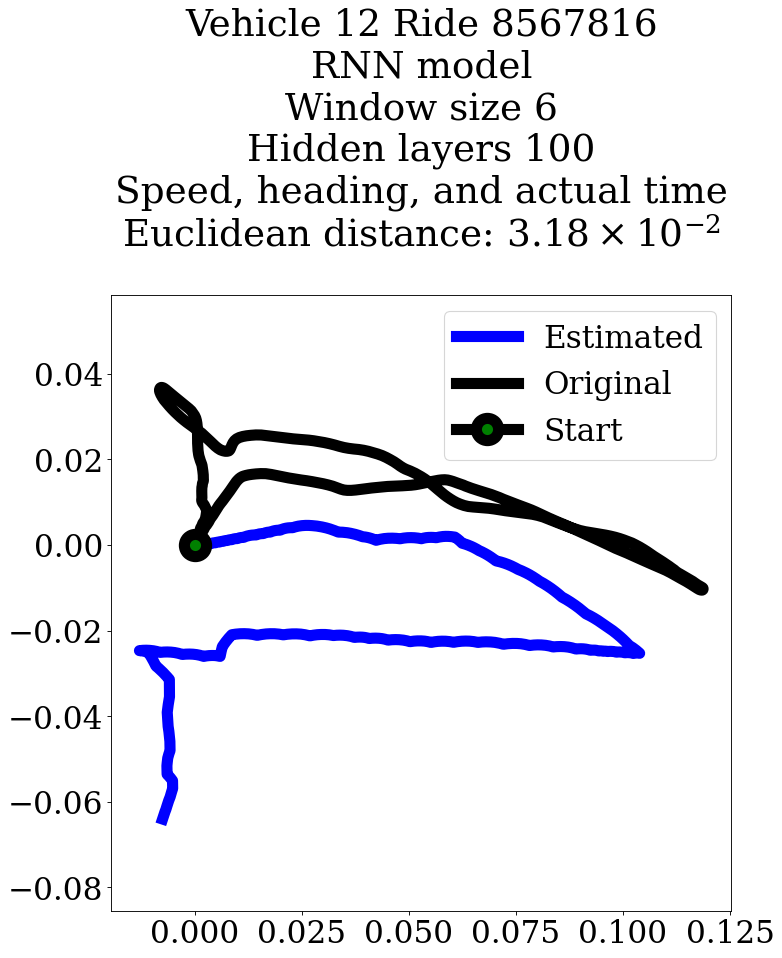 Vehicle 12 Ride 8567816
RNN model
Window size 6
Hidden layers 100
Speed, heading, and actual time
Euclidean distance: 3.18 × 10⁻²
Estimated
Original
Start
0.04
0.02
0.00
−0.02
−0.04
−0.06
−0.08
0.000 0.025 0.050 0.075 0.100 0.125